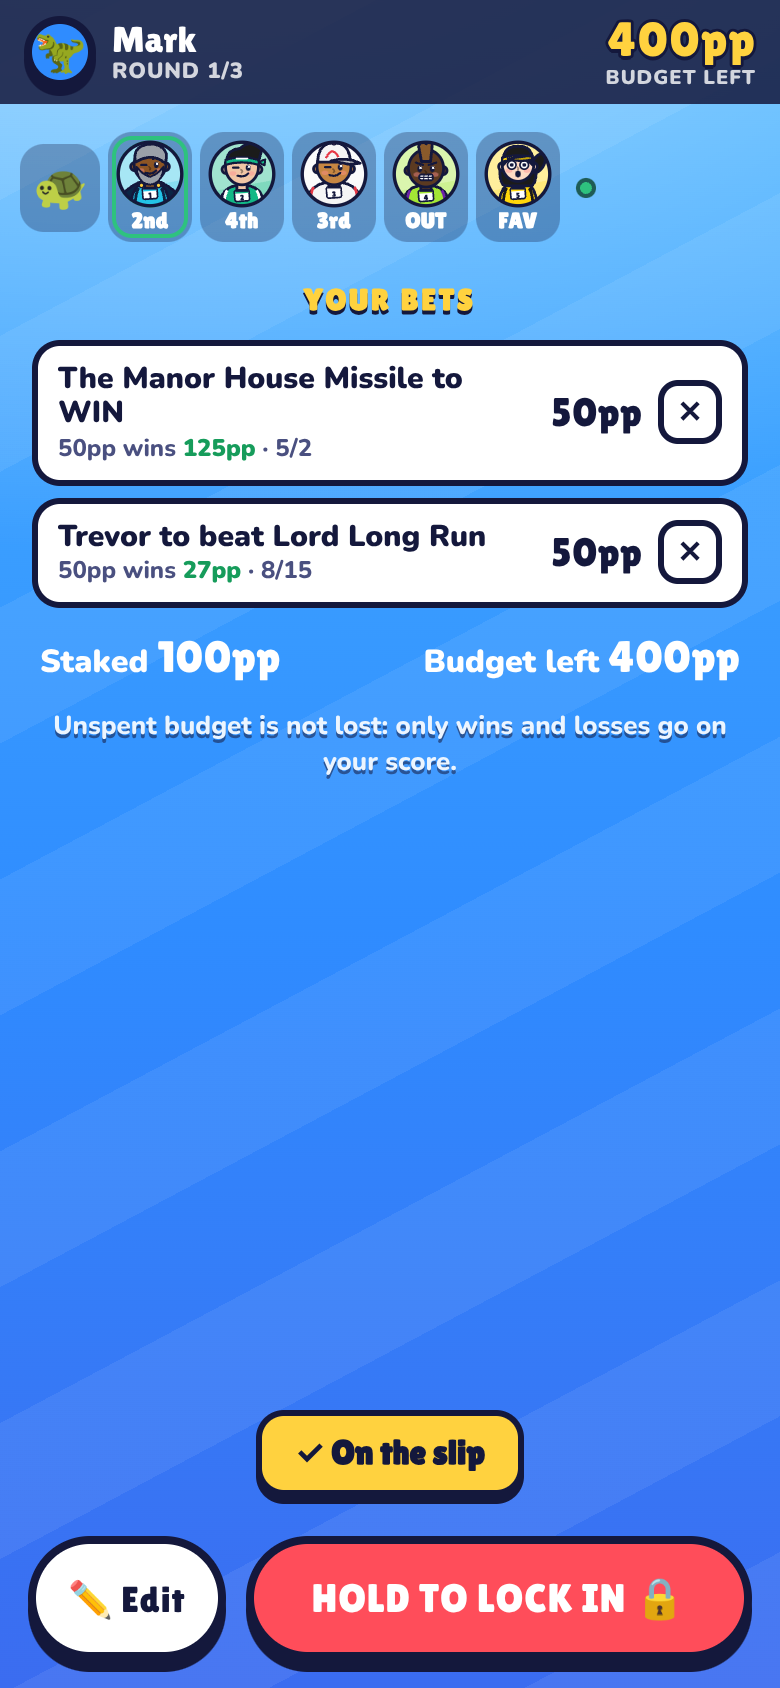 Mark
ROUND 1/3
400pp
BUDGET LEFT
2nd
4th
3rd
OUT
FAV
YOUR BETS
The Manor House Missile to
WIN
50pp wins 125pp · 5/2
50pp
×
Trevor to beat Lord Long Run
50pp wins 27pp · 8/15
50pp
×
Staked 100pp
Budget left 400pp
Unspent budget is not lost: only wins and losses go on
your score.
✓ On the slip
Edit
HOLD TO LOCK IN